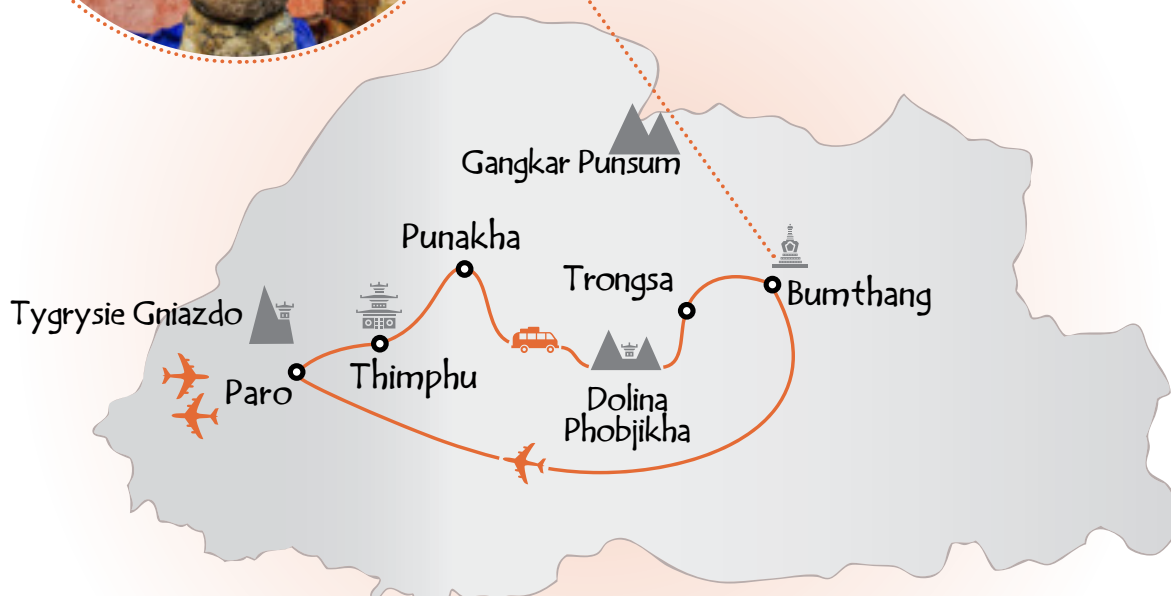 Gangkar Punsum
Punakha
Trongsa
Bumthang
Tygrysie Gniazdo
Thimphu
Paro
Dolina
Phobjikha